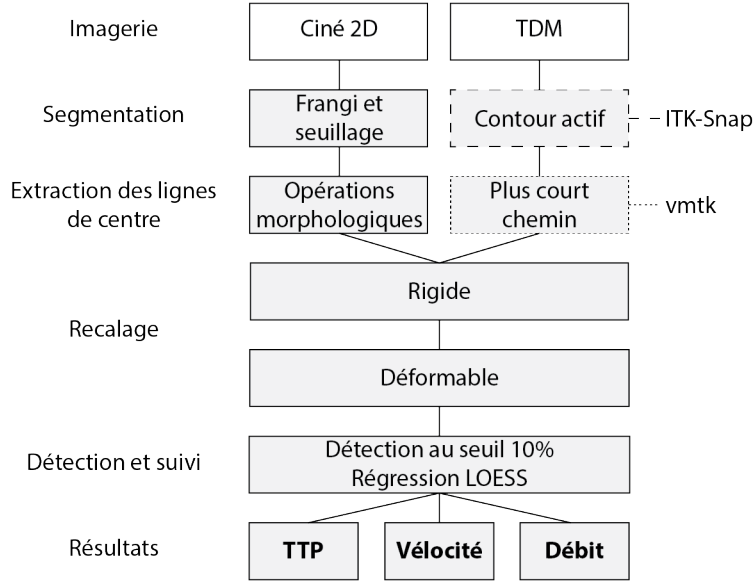 Imagerie
Ciné 2D
TDM
Segmentation
Frangi et
seuillage
Contour actif
ITK-Snap
Extraction des lignes
de centre
Opérations
morphologiques
Plus court
chemin
vmtk
Recalage
Rigide
Déformable
Détection et suivi
Détection au seuil 10%
Régression LOESS
Résultats
TTP
Vélocité
Débit